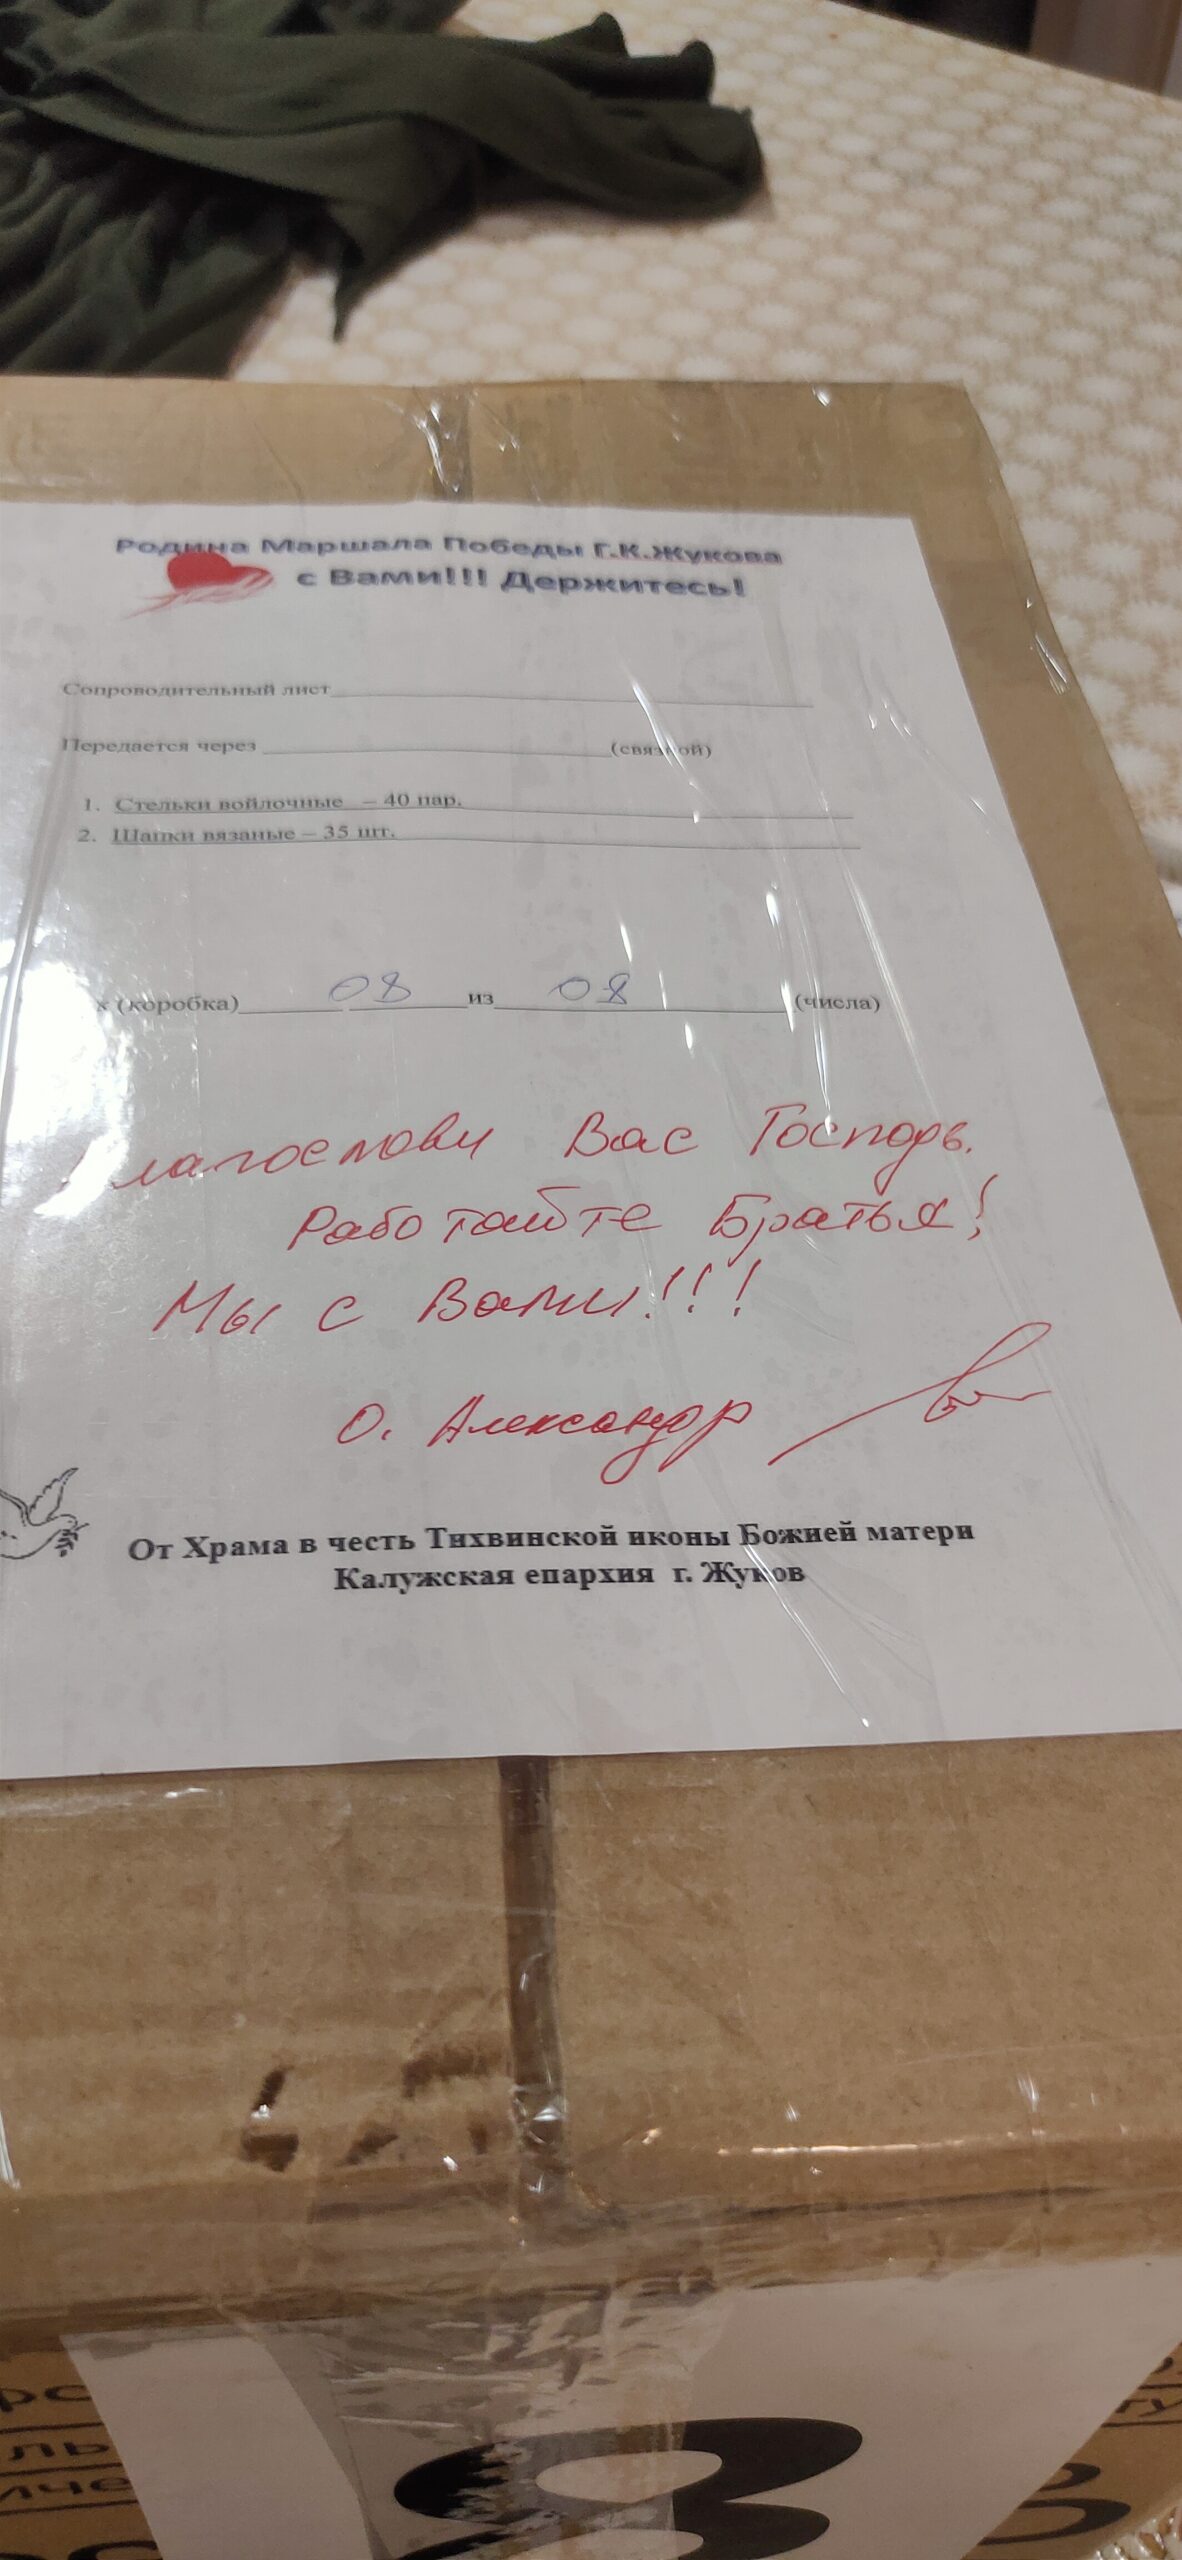 Родина Маршала Победы Г.К.Жукова
с Вами!!! Держитесь!
Сопроводительный лист
Передается через (связной)
1. Стельки войлочные – 40 пар.
2. Шапки вязаные – 35 шт.
(коробка) 08 из 08 (числа)
лагослови Вас Господь.
Работайте Братья!
Мы с Вами!!!
О. Александр
От Храма в честь Тихвинской иконы Божией матери
Калужская епархия г. Жуков
8